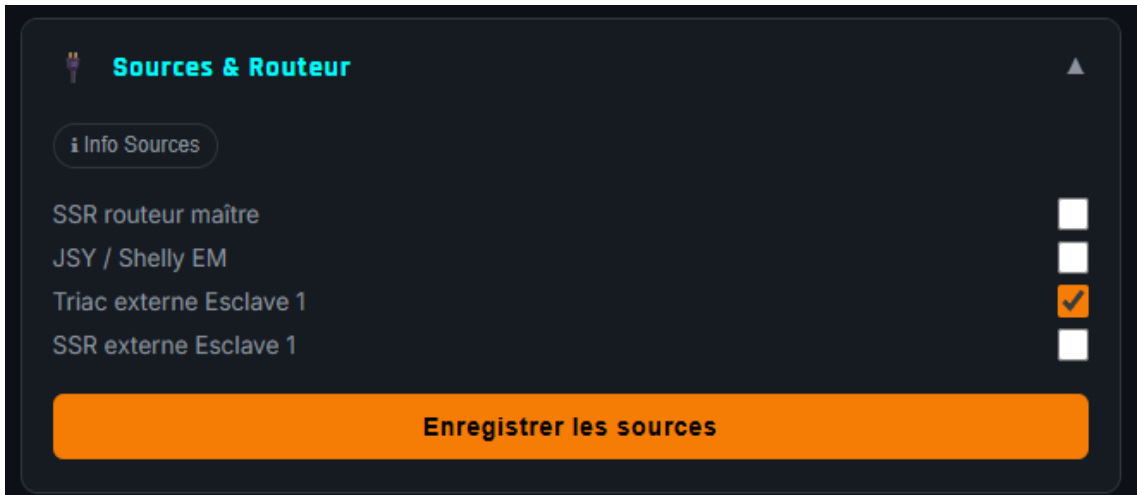 Sources & Routeur
ℹ Info Sources
SSR routeur maître
JSY / Shelly EM
Triac externe Esclave 1
SSR externe Esclave 1
Enregistrer les sources